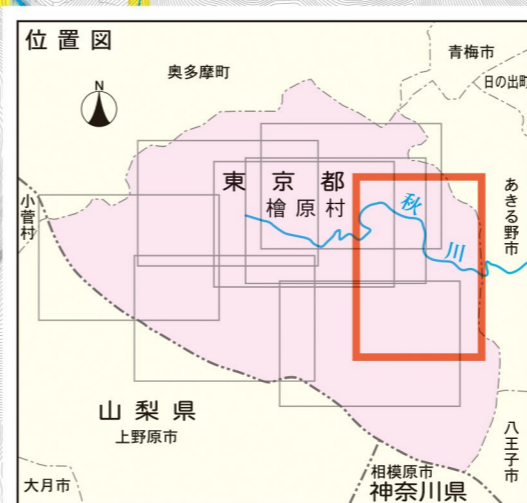 位置図
青梅市
奥多摩町
日の出町
N
東京都
檜原村
秋川
あきる野市
小菅村
山梨県
上野原市
八王子市
相模原市
神奈川県
大月市